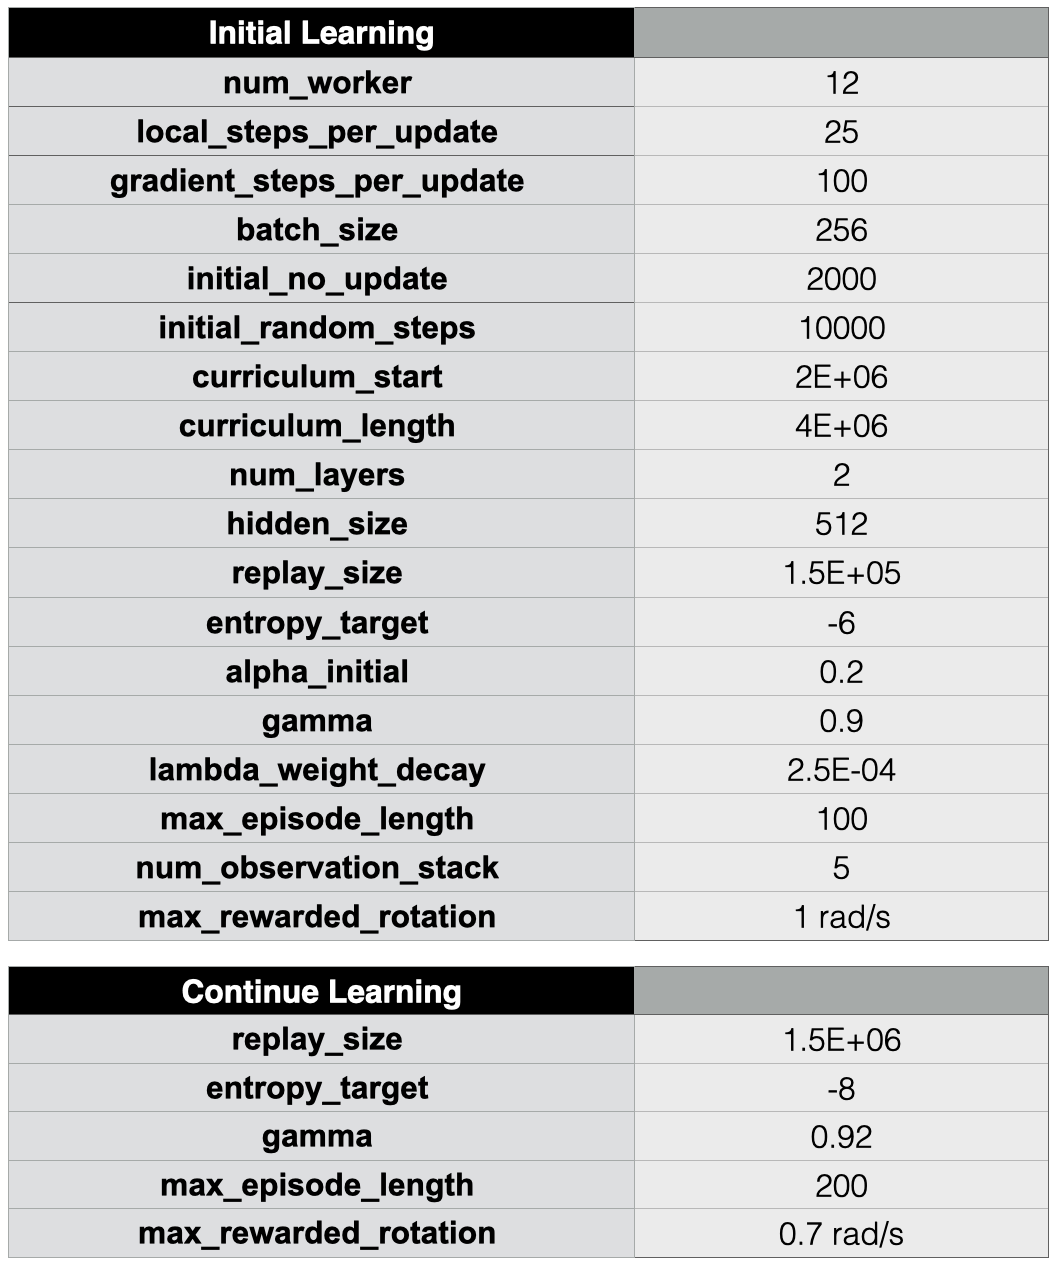 Initial Learning
num_worker 12
local_steps_per_update 25
gradient_steps_per_update 100
batch_size 256
initial_no_update 2000
initial_random_steps 10000
curriculum_start 2E+06
curriculum_length 4E+06
num_layers 2
hidden_size 512
replay_size 1.5E+05
entropy_target -6
alpha_initial 0.2
gamma 0.9
lambda_weight_decay 2.5E-04
max_episode_length 100
num_observation_stack 5
max_rewarded_rotation 1 rad/s
Continue Learning
replay_size 1.5E+06
entropy_target -8
gamma 0.92
max_episode_length 200
max_rewarded_rotation 0.7 rad/s